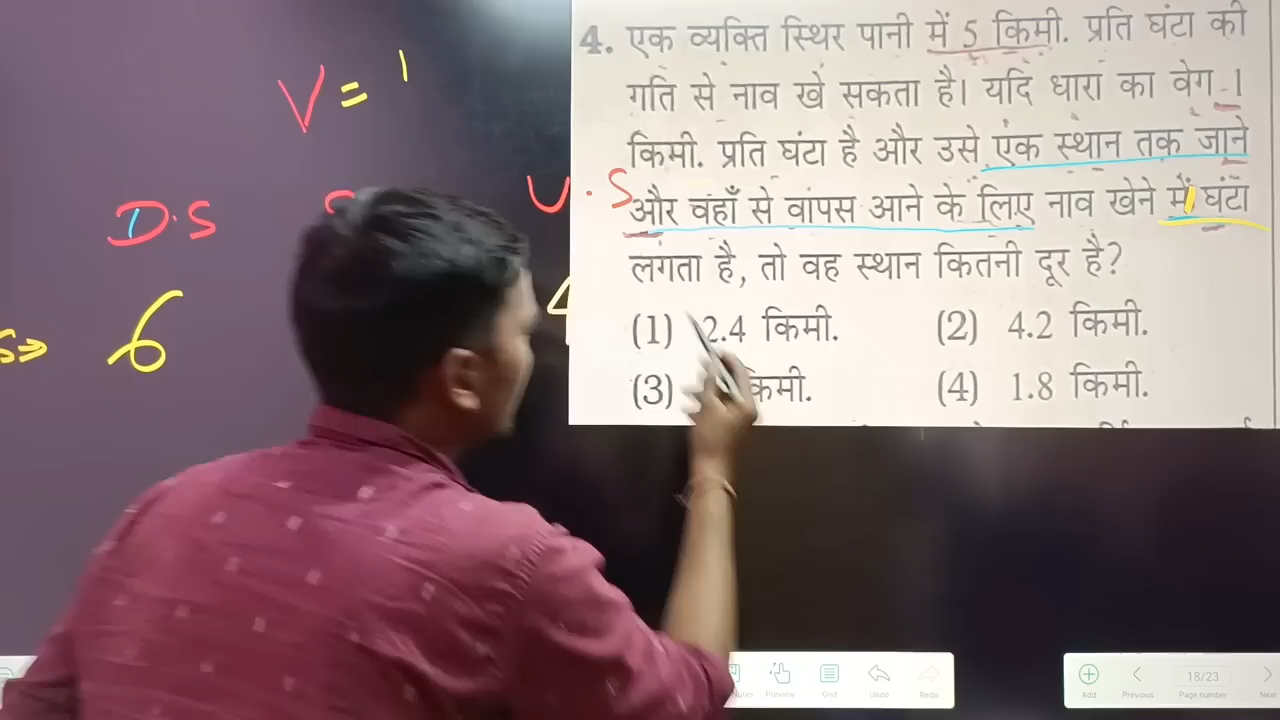 V = 1
D.S
U.S
S⇒ 6
4
4. एक व्यक्ति स्थिर पानी में 5 किमी. प्रति घंटा की
गति से नाव खे सकता है। यदि धारा का वेग 1
किमी. प्रति घंटा है और उसे एक स्थान तक जाने
और वहाँ से वापस आने के लिए नाव खेने में 1 घंटा
लगता है, तो वह स्थान कितनी दूर है?
(1) 2.4 किमी. (2) 4.2 किमी.
(3) किमी. (4) 1.8 किमी.
Notes Preview Grid Undo Redo
Add Previous 18/23 Page number Next